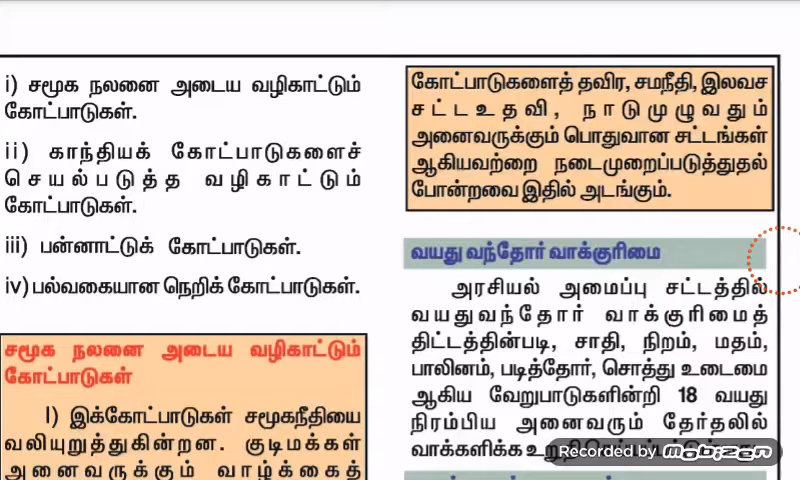 i) சமூக நலனை அடைய வழிகாட்டும்
கோட்பாடுகள்.
ii) காந்தியக் கோட்பாடுகளைச்
செயல்படுத்த வழிகாட்டும்
கோட்பாடுகள்.
iii) பன்னாட்டுக் கோட்பாடுகள்.
iv) பல்வகையான நெறிக் கோட்பாடுகள்.
சமூக நலனை அடைய வழிகாட்டும்
கோட்பாடுகள்
I) இக்கோட்பாடுகள் சமூகநீதியை
வலியுறுத்துகின்றன. குடிமக்கள்
அனைவருக்கும் வாழ்க்கைத்
கோட்பாடுகளைத் தவிர, சமநீதி, இலவச
சட்டஉதவி, நாடுமுழுவதும்
அனைவருக்கும் பொதுவான சட்டங்கள்
ஆகியவற்றை நடைமுறைப்படுத்துதல்
போன்றவை இதில் அடங்கும்.
வயது வந்தோர் வாக்குரிமை
அரசியல் அமைப்பு சட்டத்தில்
வயதுவந்தோர் வாக்குரிமைத்
திட்டத்தின்படி, சாதி, நிறம், மதம்,
பாலினம், படித்தோர், சொத்து உடைமை
ஆகிய வேறுபாடுகளின்றி 18 வயது
நிரம்பிய அனைவரும் தேர்தலில்
வாக்களிக்க
Recorded by mobizen